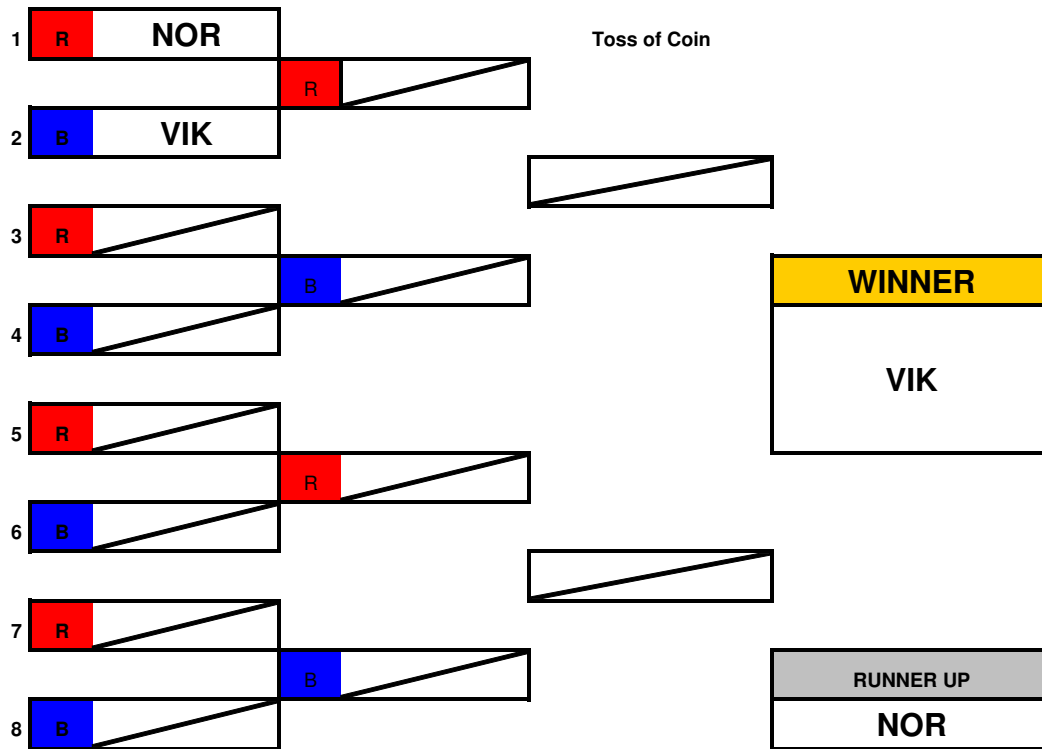 1 R NOR Toss of Coin
R
2 B VIK
3 R
B WINNER
4 B
VIK
5 R
R
6 B
7 R
B RUNNER UP
8 B NOR